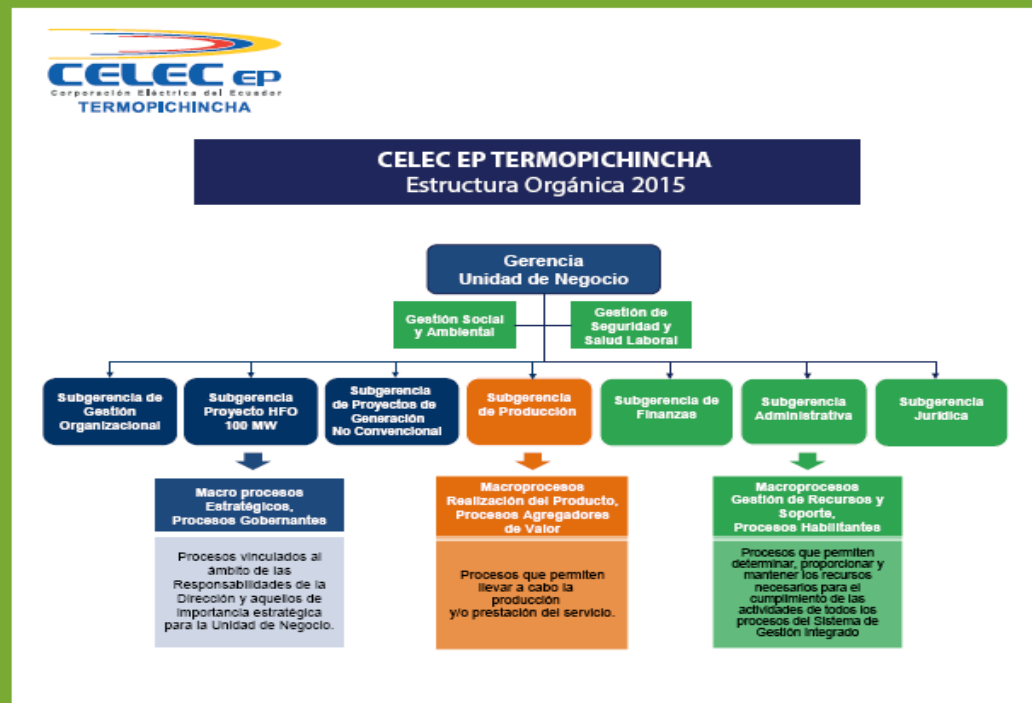 CELEC EP
Corporación Eléctrica del Ecuador
TERMOPICHINCHA
CELEC EP TERMOPICHINCHA
Estructura Orgánica 2015
Gerencia
Unidad de Negocio
Gestión Social
y Ambiental
Gestión de
Seguridad y
Salud Laboral
Subgerencia de
Gestión
Organizacional
Subgerencia
Proyecto HFO
100 MW
Subgerencia
de Proyectos de
Generación
No Convencional
Subgerencia
de Producción
Subgerencia de
Finanzas
Subgerencia
Administrativa
Subgerencia
Jurídica
Macro procesos
Estratégicos,
Procesos Gobernantes
Procesos vinculados al
ámbito de las
Responsabilidades de la
Dirección y aquellos de
importancia estratégica
para la Unidad de Negocio.
Macroprocesos
Realización del Producto,
Procesos Agregadores
de Valor
Procesos que permiten
llevar a cabo la
producción
y/o prestación del servicio.
Macroprocesos
Gestión de Recursos y
Soporte,
Procesos Habilitantes
Procesos que permiten
determinar, proporcionar y
mantener los recursos
necesarios para el
cumplimiento de las
actividades de todos los
procesos del Sistema de
Gestión Integrado